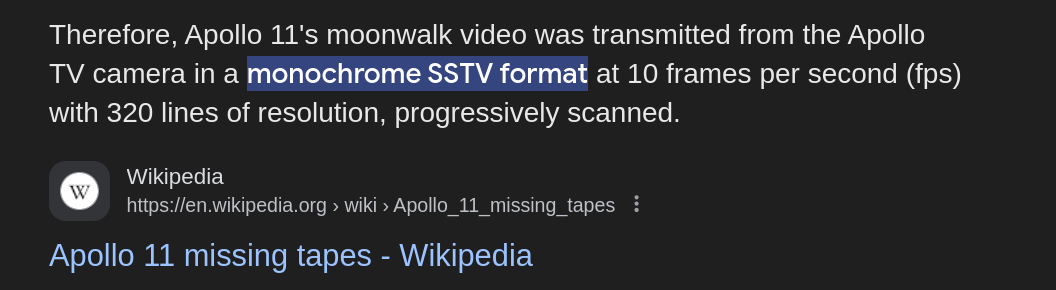 Therefore, Apollo 11's moonwalk video was transmitted from the Apollo
TV camera in a monochrome SSTV format at 10 frames per second (fps)
with 320 lines of resolution, progressively scanned.
W
Wikipedia
https://en.wikipedia.org › wiki › Apollo_11_missing_tapes
Apollo 11 missing tapes - Wikipedia